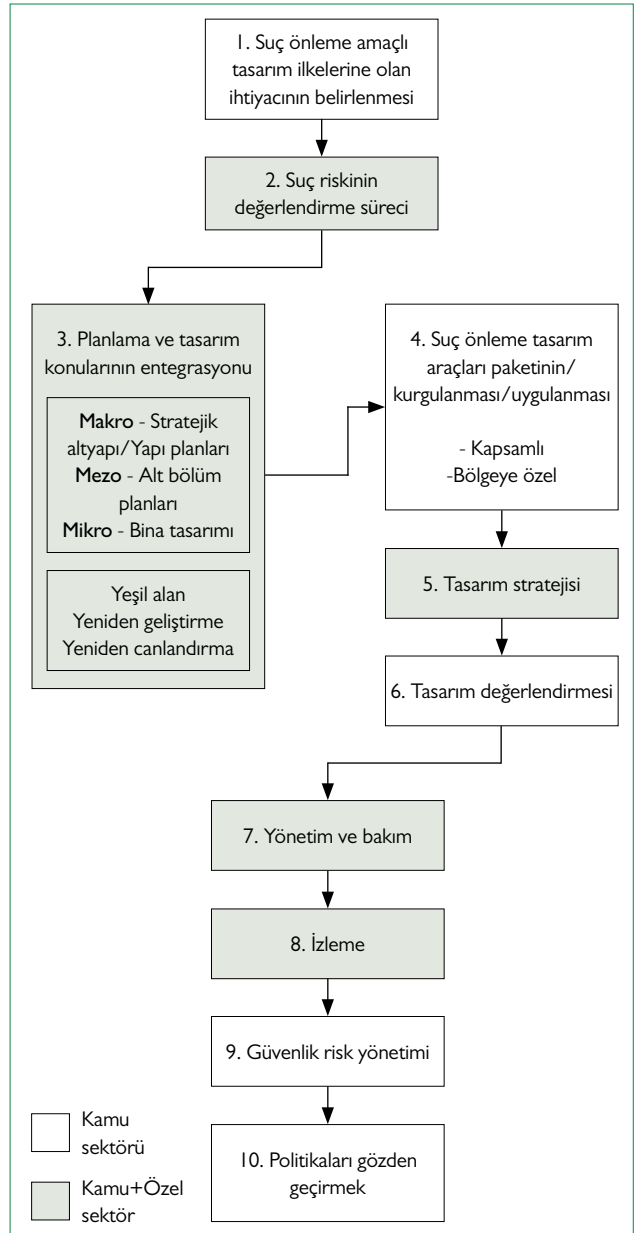 1. Suç önleme amaçlı
tasarım ilkelerine olan
ihtiyacının belirlenmesi
2. Suç riskinin
değerlendirme süreci
3. Planlama ve tasarım
konularının entegrasyonu
Makro - Stratejik
altyapı/Yapı planları
Mezo - Alt bölüm
planları
Mikro - Bina tasarımı
Yeşil alan
Yeniden geliştirme
Yeniden canlandırma
4. Suç önleme tasarım
araçları paketinin/
kurgulanması/uygulanması
- Kapsamlı
-Bölgeye özel
5. Tasarım stratejisi
6. Tasarım değerlendirmesi
7. Yönetim ve bakım
8. İzleme
9. Güvenlik risk yönetimi
10. Politikaları gözden
geçirmek
Kamu
sektörü
Kamu+Özel
sektör